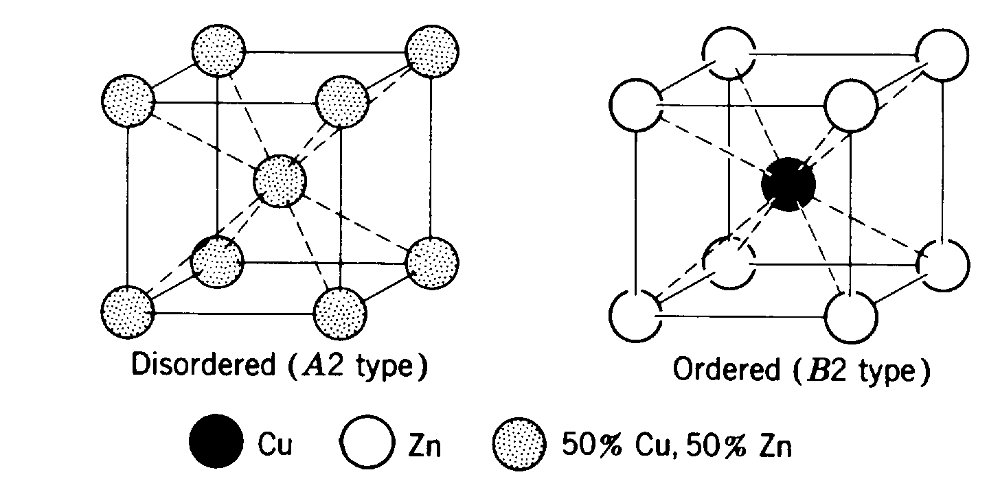 Disordered (A2 type)
Ordered (B2 type)
Cu
Zn
50% Cu, 50% Zn